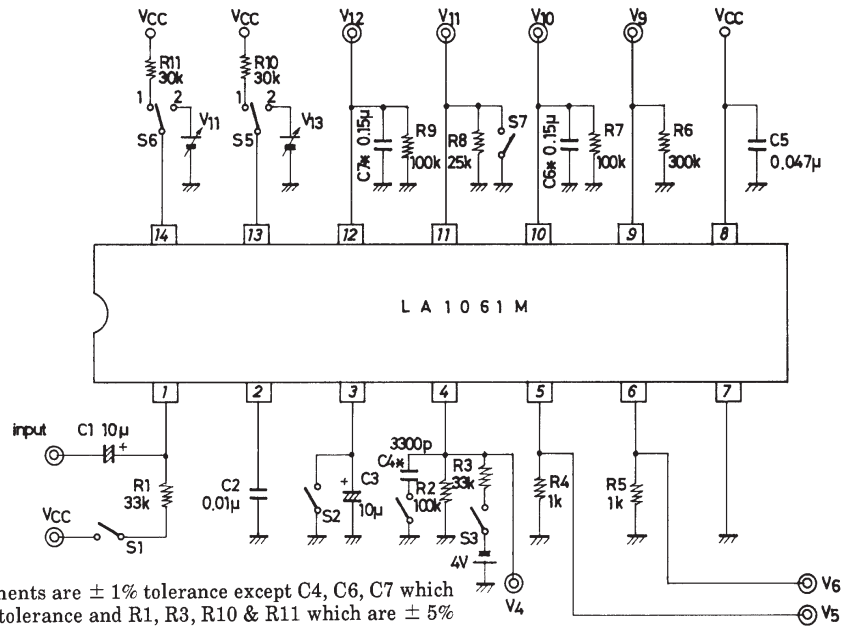 VCC VCC V12 V11 V10 V9 VCC
R11 30k
R10 30k
1 2
1 2
V11
V13
S6
S5
C7* 0.15μ
R9 100k
R8 25k
S7
C6* 0.15μ
R7 100k
R6 300k
C5 0.047μ
14 13 12 11 10 9 8
LA1061M
1 2 3 4 5 6 7
input
C1 10μ
+
R1 33k
VCC
S1
C2 0,01μ
S2
+
C3 10μ
3300p
C4*
R2 100k
R3 33k
S3
4V
V4
R4 1k
R5 1k
V6
V5
ments are ± 1% tolerance except C4, C6, C7 which
tolerance and R1, R3, R10 & R11 which are ± 5%